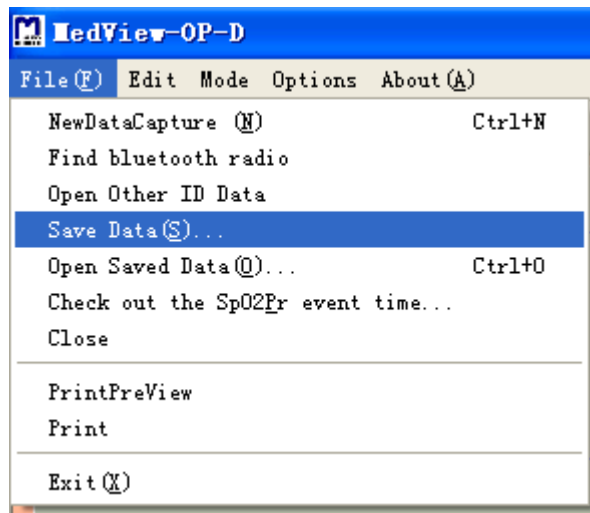 MedView-OP-D
File(F) Edit Mode Options About(A)
NewDataCapture (N) Ctrl+N
Find bluetooth radio
Open Other ID Data
Save Data(S)...
Open Saved Data(O)... Ctrl+O
Check out the SpO2Pr event time...
Close
PrintPreView
Print
Exit(X)